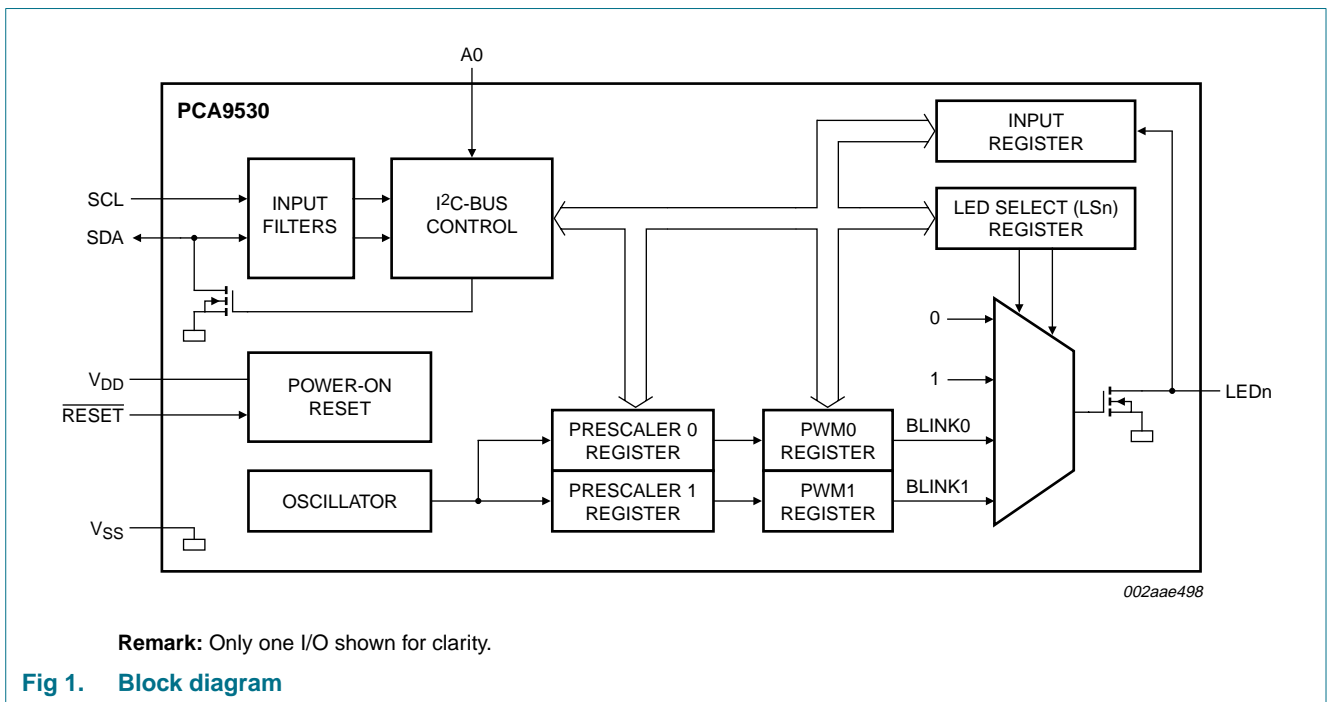 A0
PCA9530
SCL
SDA
INPUT
FILTERS
I2C-BUS
CONTROL
INPUT
REGISTER
LED SELECT (LSn)
REGISTER
0
1
VDD
RESET
POWER-ON
RESET
LEDn
OSCILLATOR
PRESCALER 0
REGISTER
PRESCALER 1
REGISTER
PWM0
REGISTER
PWM1
REGISTER
BLINK0
BLINK1
VSS
002aae498
Remark: Only one I/O shown for clarity.
Fig 1. Block diagram